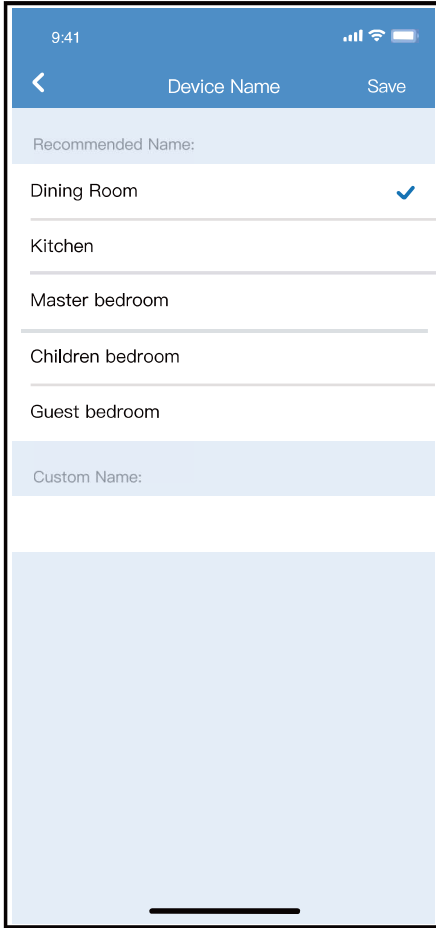 9:41
Device Name Save
Recommended Name:
Dining Room
Kitchen
Master bedroom
Children bedroom
Guest bedroom
Custom Name: